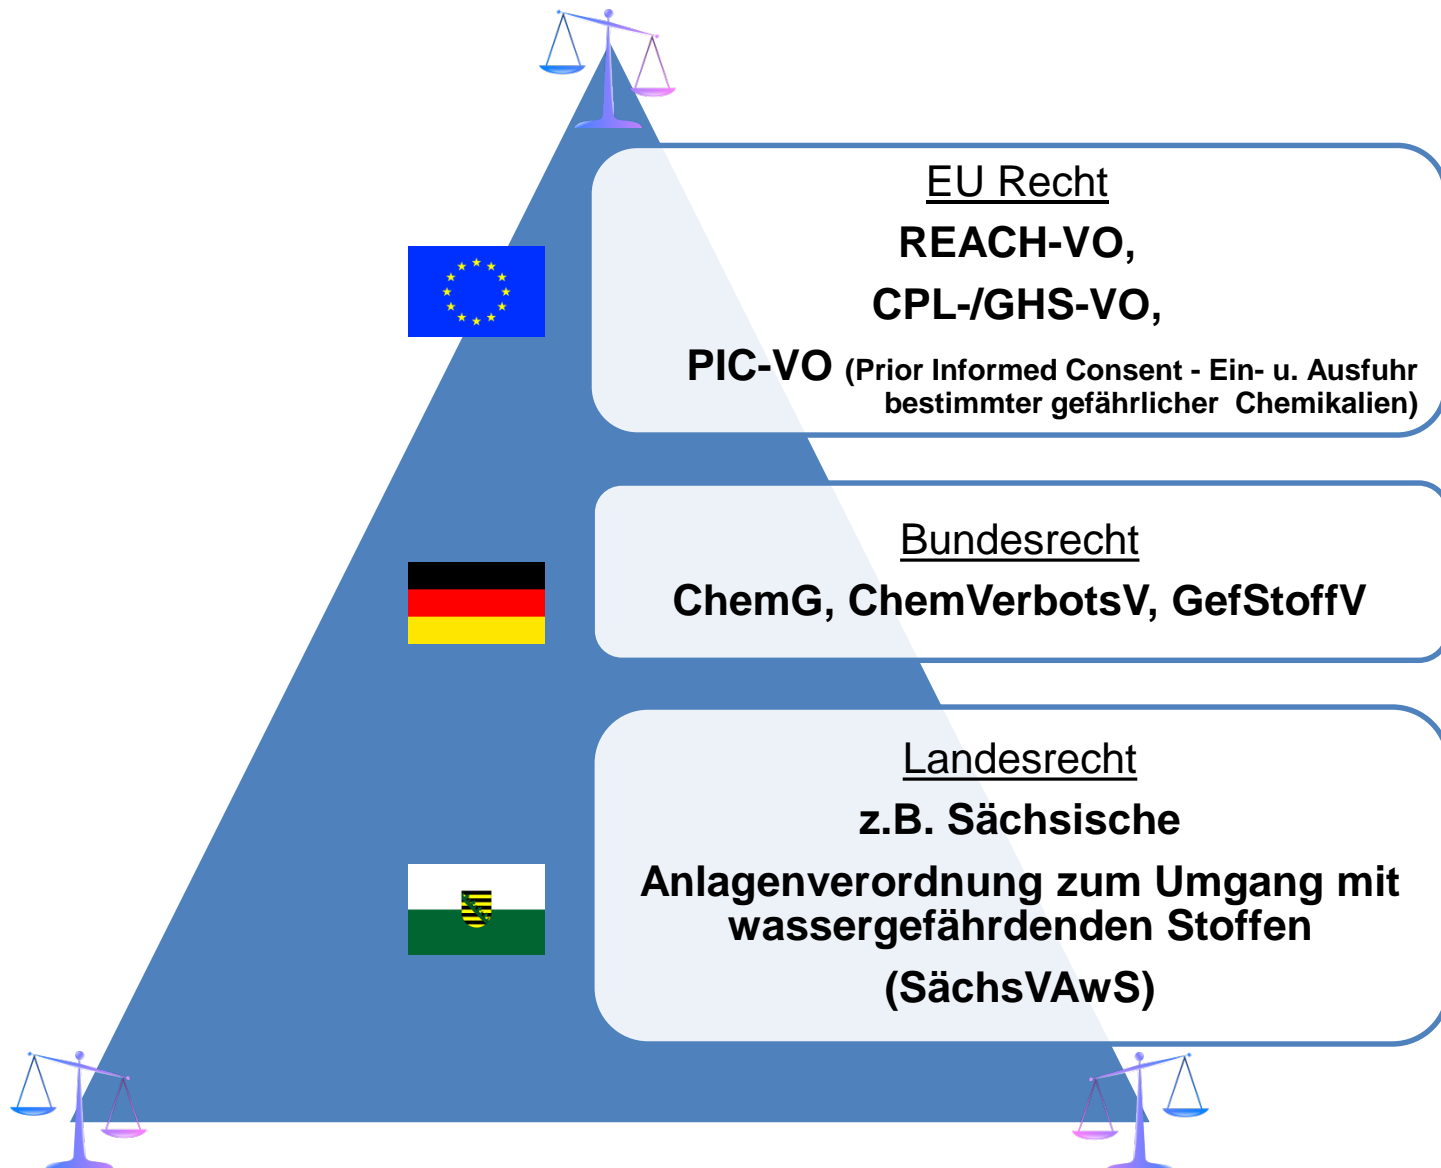 EU Recht
REACH-VO,
CPL-/GHS-VO,
PIC-VO (Prior Informed Consent - Ein- u. Ausfuhr
bestimmter gefährlicher Chemikalien)
Bundesrecht
ChemG, ChemVerbotsV, GefStoffV
Landesrecht
z.B. Sächsische
Anlagenverordnung zum Umgang mit
wassergefährdenden Stoffen
(SächsVAwS)